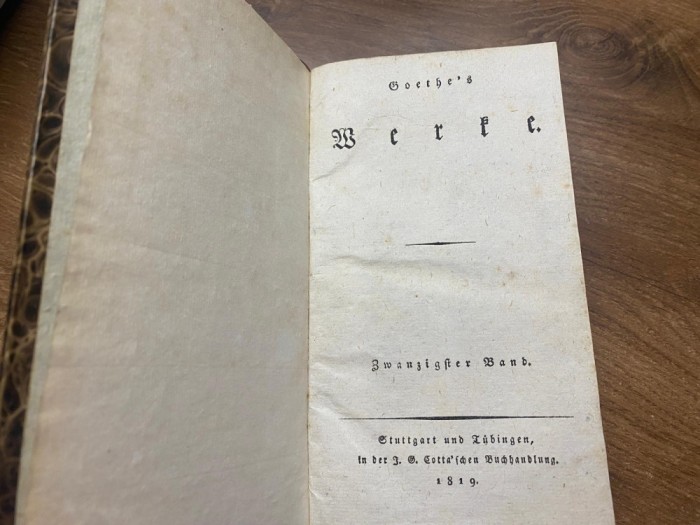 Goethe's
Werke.
Zwanzigster Band.
Stuttgart und Tübingen,
in der J. G. Cotta'schen Buchhandlung.
1819.